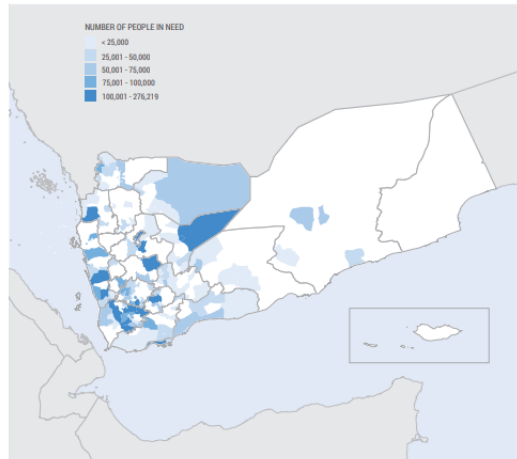 NUMBER OF PEOPLE IN NEED
< 25,000
25,001 - 50,000
50,001 - 75,000
75,001 - 100,000
100,001 - 276,219